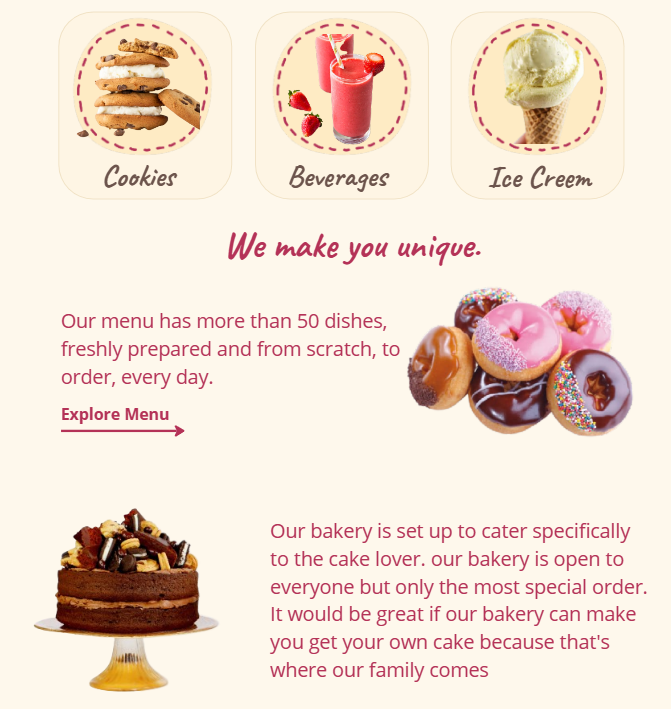 Cookies
Beverages
Ice Creem
We make you unique.
Our menu has more than 50 dishes,
freshly prepared and from scratch, to
order, every day.
Explore Menu
Our bakery is set up to cater specifically
to the cake lover. our bakery is open to
everyone but only the most special order.
It would be great if our bakery can make
you get your own cake because that's
where our family comes